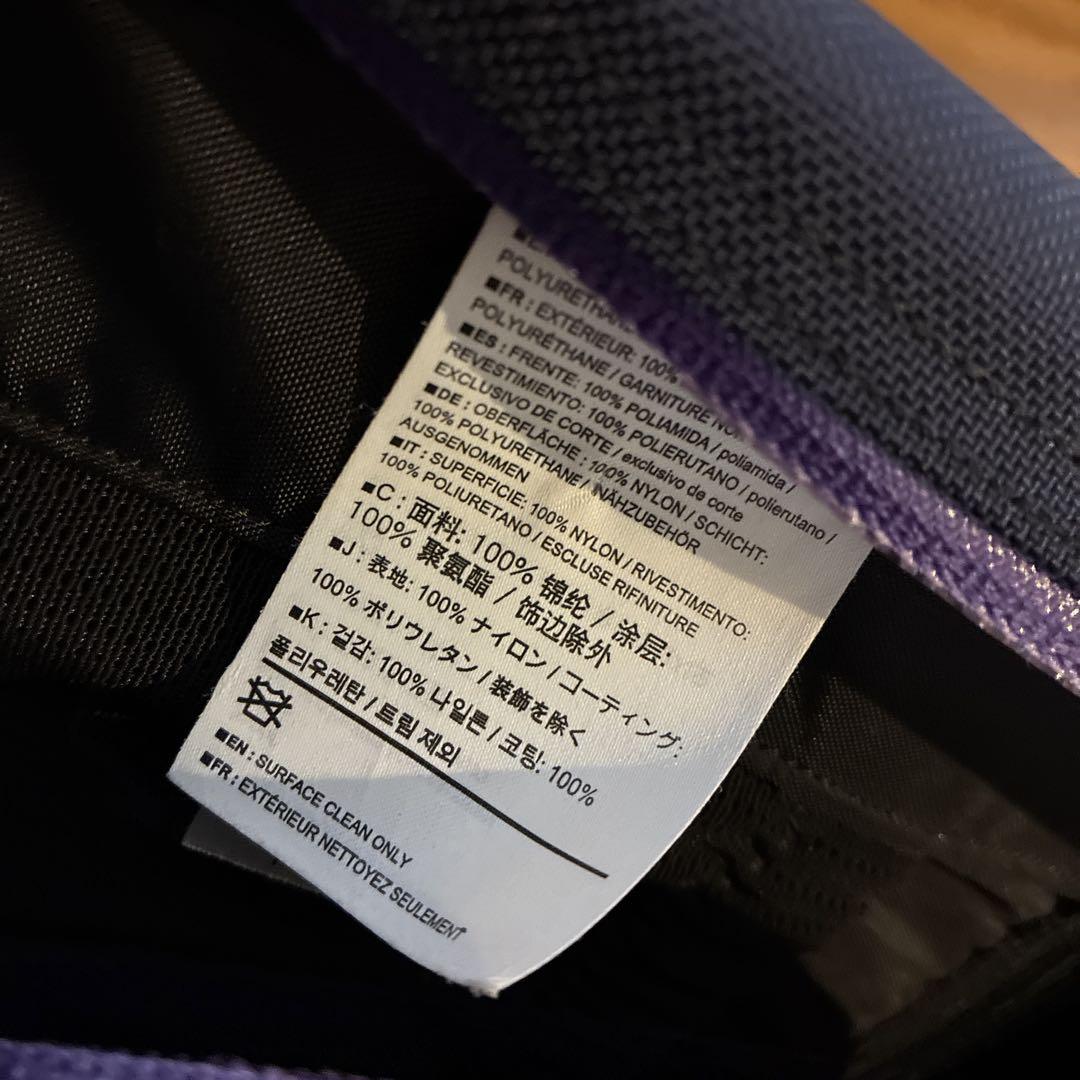 POLYURETHANE
■FR : EXTÉRIEUR: 100%
POLYURÉTHANE / GARNITURE
■ES : FRENTE: 100% POLIAMIDA / poliamida /
REVESTIMIENTO: 100% POLIERUTANO / polierutano /
EXCLUSIVO DE CORTE / exclusivo de corte
■DE : OBERFLÄCHE : 100% NYLON / SCHICHT:
100% POLYURETHANE / NÄHZUBEHÖR
AUSGENOMMEN
■IT : SUPERFICIE: 100% NYLON / RIVESTIMENTO:
100% POLIURETANO / ESCLUSE RIFINITURE
■C : 面料: 100% 锦纶 / 涂层:
100% 聚氨酯 / 饰边除外
■J : 表地: 100% ナイロン / コーティング:
100% ポリウレタン / 装飾を除く
■K : 겉감: 100% 나일론 / 코팅: 100%
폴리우레탄 / 트림 제외
■EN : SURFACE CLEAN ONLY
■FR : EXTÉRIEUR NETTOYEZ SEULEMENT